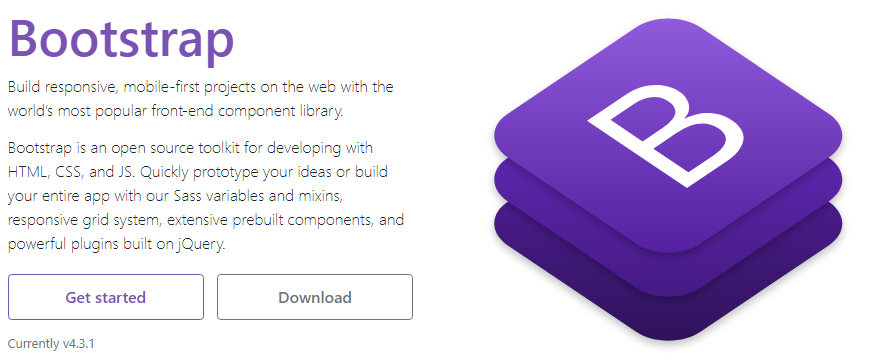 Bootstrap
Build responsive, mobile-first projects on the web with the
world's most popular front-end component library.
Bootstrap is an open source toolkit for developing with
HTML, CSS, and JS. Quickly prototype your ideas or build
your entire app with our Sass variables and mixins,
responsive grid system, extensive prebuilt components, and
powerful plugins built on jQuery.
Get started
Download
Currently v4.3.1
B